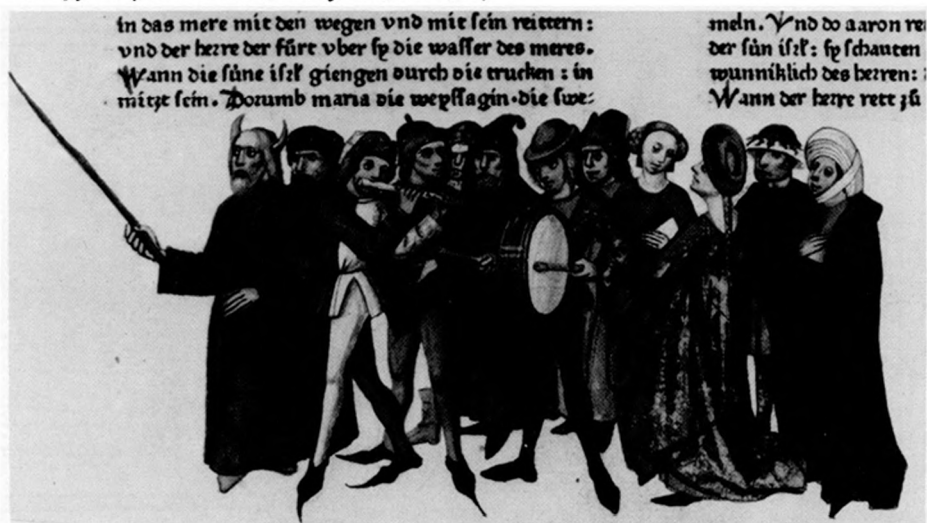 in das mere mit den wegen vnd mit sein reittern:
vnd der herre der fürt vber sy die wasser des meres.
Wann die süne isrl giengen durch die trucken: in
mitzt sein. Dorumb maria die weyssagin·die swe:
meln. Vnd do aaron re
der sün isrl: sy schauten
wunniklich des herren:
Wann der herre rett zů